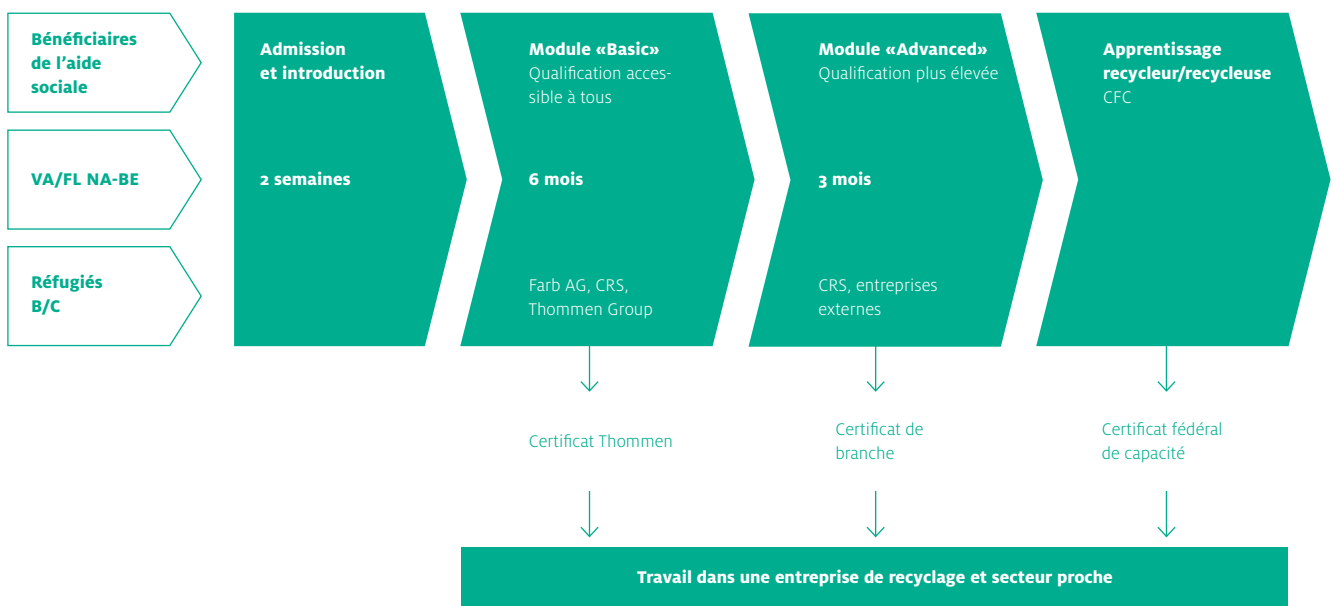 Bénéficiaires
de l'aide
sociale
VA/FL NA-BE
Réfugiés
B/C
Admission
et introduction
2 semaines
Module «Basic»
Qualification acces-
sible à tous
6 mois
Farb AG, CRS,
Thommen Group
Module «Advanced»
Qualification plus élevée
3 mois
CRS, entreprises
externes
Apprentissage
recycleur/recycleuse
CFC
Certificat Thommen
Certificat de
branche
Certificat fédéral
de capacité
Travail dans une entreprise de recyclage et secteur proche